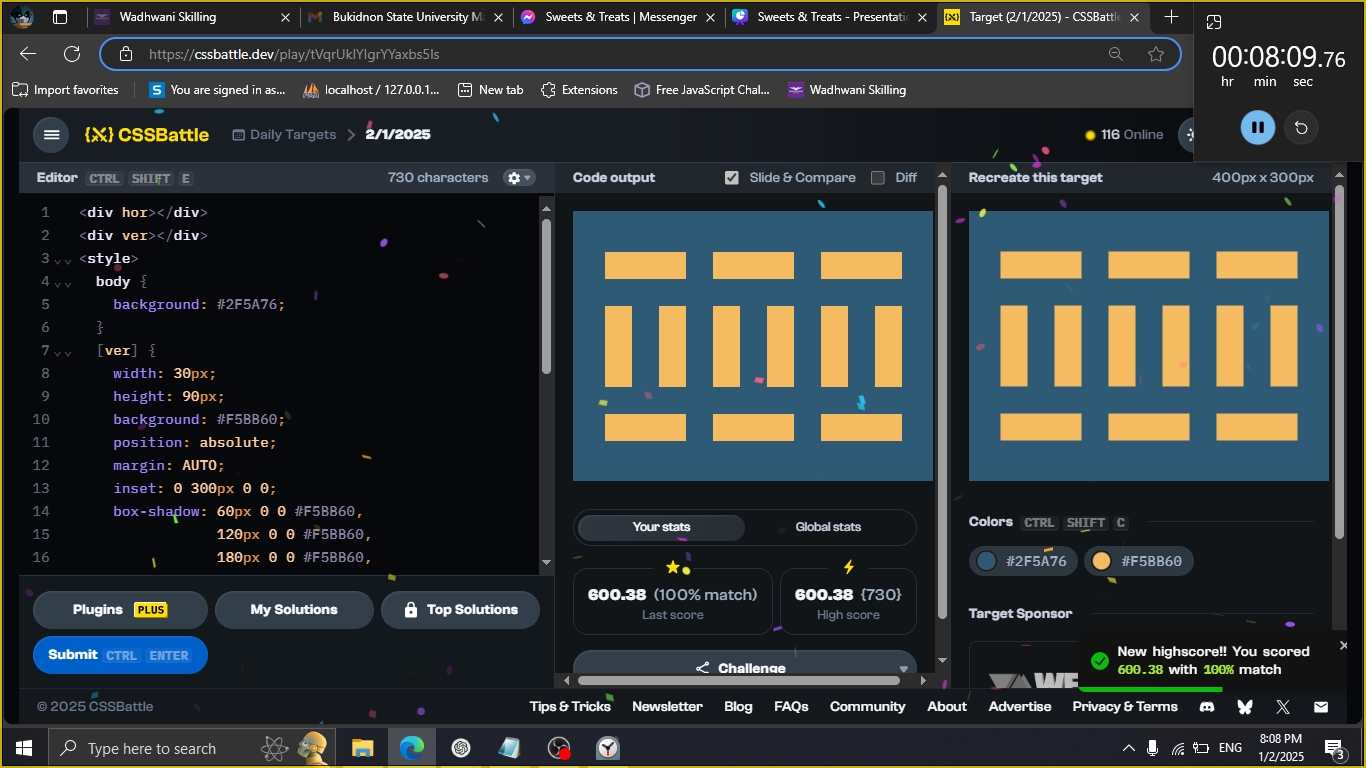 Wadhwani Skilling
Bukidnon State University Ma
Sweets & Treats | Messenger
Sweets & Treats - Presentatio
Target (2/1/2025) - CSSBattle
https://cssbattle.dev/play/tVqrUklYlgrYYaxbs5ls
00:08:09.76
hr min sec
Import favorites
You are signed in as...
localhost / 127.0.0.1...
New tab
Extensions
Free JavaScript Chal...
Wadhwani Skilling
CSSBattle
Daily Targets > 2/1/2025
116 Online
Editor CTRL SHIFT E
730 characters
Code output
Slide & Compare
Diff
Recreate this target
400px x 300px
1 <div hor></div>
2 <div ver></div>
3 <style>
4 body {
5 background: #2F5A76;
6 }
7 [ver] {
8 width: 30px;
9 height: 90px;
10 background: #F5BB60;
11 position: absolute;
12 margin: AUTO;
13 inset: 0 300px 0 0;
14 box-shadow: 60px 0 0 #F5BB60,
15 120px 0 0 #F5BB60,
16 180px 0 0 #F5BB60,
Plugins PLUS
My Solutions
Top Solutions
Submit CTRL ENTER
Your stats
Global stats
600.38 (100% match)
Last score
600.38 {730}
High score
Challenge
Colors CTRL SHIFT C
#2F5A76
#F5BB60
Target Sponsor
New highscore!! You scored
600.38 with 100% match
© 2025 CSSBattle
Tips & Tricks
Newsletter
Blog
FAQs
Community
About
Advertise
Privacy & Terms
Type here to search
ENG
8:08 PM
1/2/2025
3